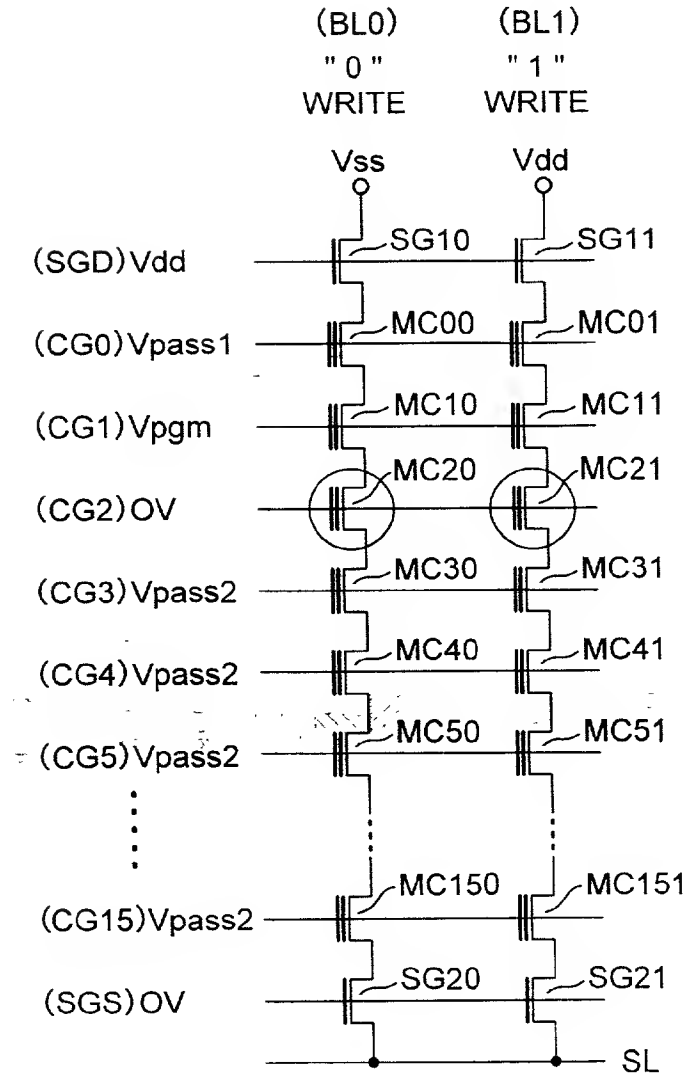 (BL0) (BL1)
"0" "1"
WRITE WRITE
Vss Vdd
(SGD)Vdd SG10 SG11
(CG0)Vpass1 MC00 MC01
(CG1)Vpgm MC10 MC11
(CG2)0V MC20 MC21
(CG3)Vpass2 MC30 MC31
(CG4)Vpass2 MC40 MC41
(CG5)Vpass2 MC50 MC51
(CG15)Vpass2 MC150 MC151
(SGS)0V SG20 SG21
SL